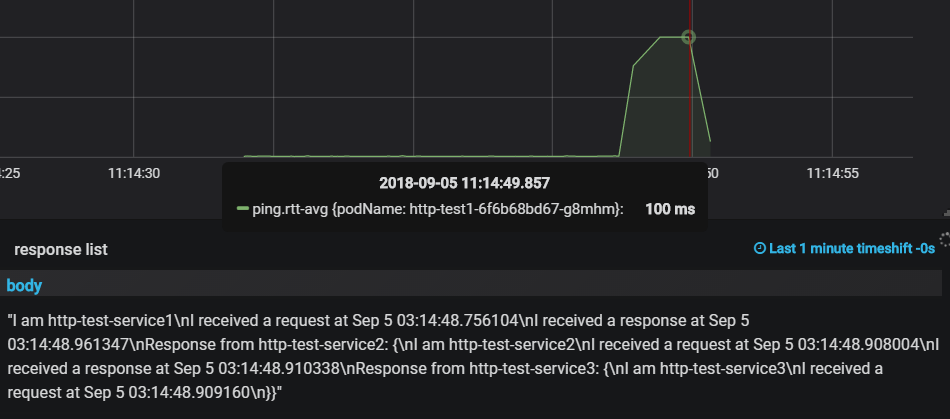 :25
11:14:30
50
11:14:55
2018-09-05 11:14:49.857
ping.rtt-avg {podName: http-test1-6f6b68bd67-g8mhm}: 100 ms
response list
Last 1 minute timeshift -0s
body
"I am http-test-service1\nI received a request at Sep 5 03:14:48.756104\nI received a response at Sep 5
03:14:48.961347\nResponse from http-test-service2: {\nI am http-test-service2\nI received a request at Sep 5 03:14:48.908004\nI
received a response at Sep 5 03:14:48.910338\nResponse from http-test-service3: {\nI am http-test-service3\nI received a
request at Sep 5 03:14:48.909160\n}}"